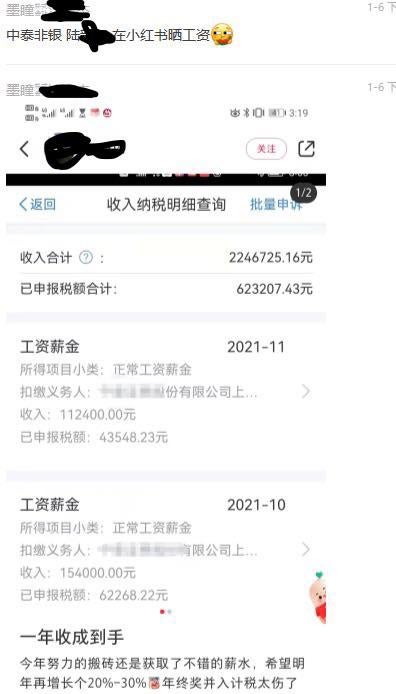 墨瞳
1-6 下
中泰非银 陆 在小红书晒工资
墨瞳
1-6 下
3:19
关注
1/2
返回
收入纳税明细查询
批量申诉
收入合计 ? ：
2246725.16元
已申报税额合计：
623207.43元
工资薪金
2021-11
所得项目小类：正常工资薪金
扣缴义务人： 份有限公司上...
收入：112400.00元
已申报税额：43548.23元
工资薪金
2021-10
所得项目小类：正常工资薪金
扣缴义务人： 有限公司上...
收入：154000.00元
已申报税额：62268.22元
一年收成到手
今年努力的搬砖还是获取了不错的薪水，希望明
年再增长个20%-30% 年终奖并入计税太伤了